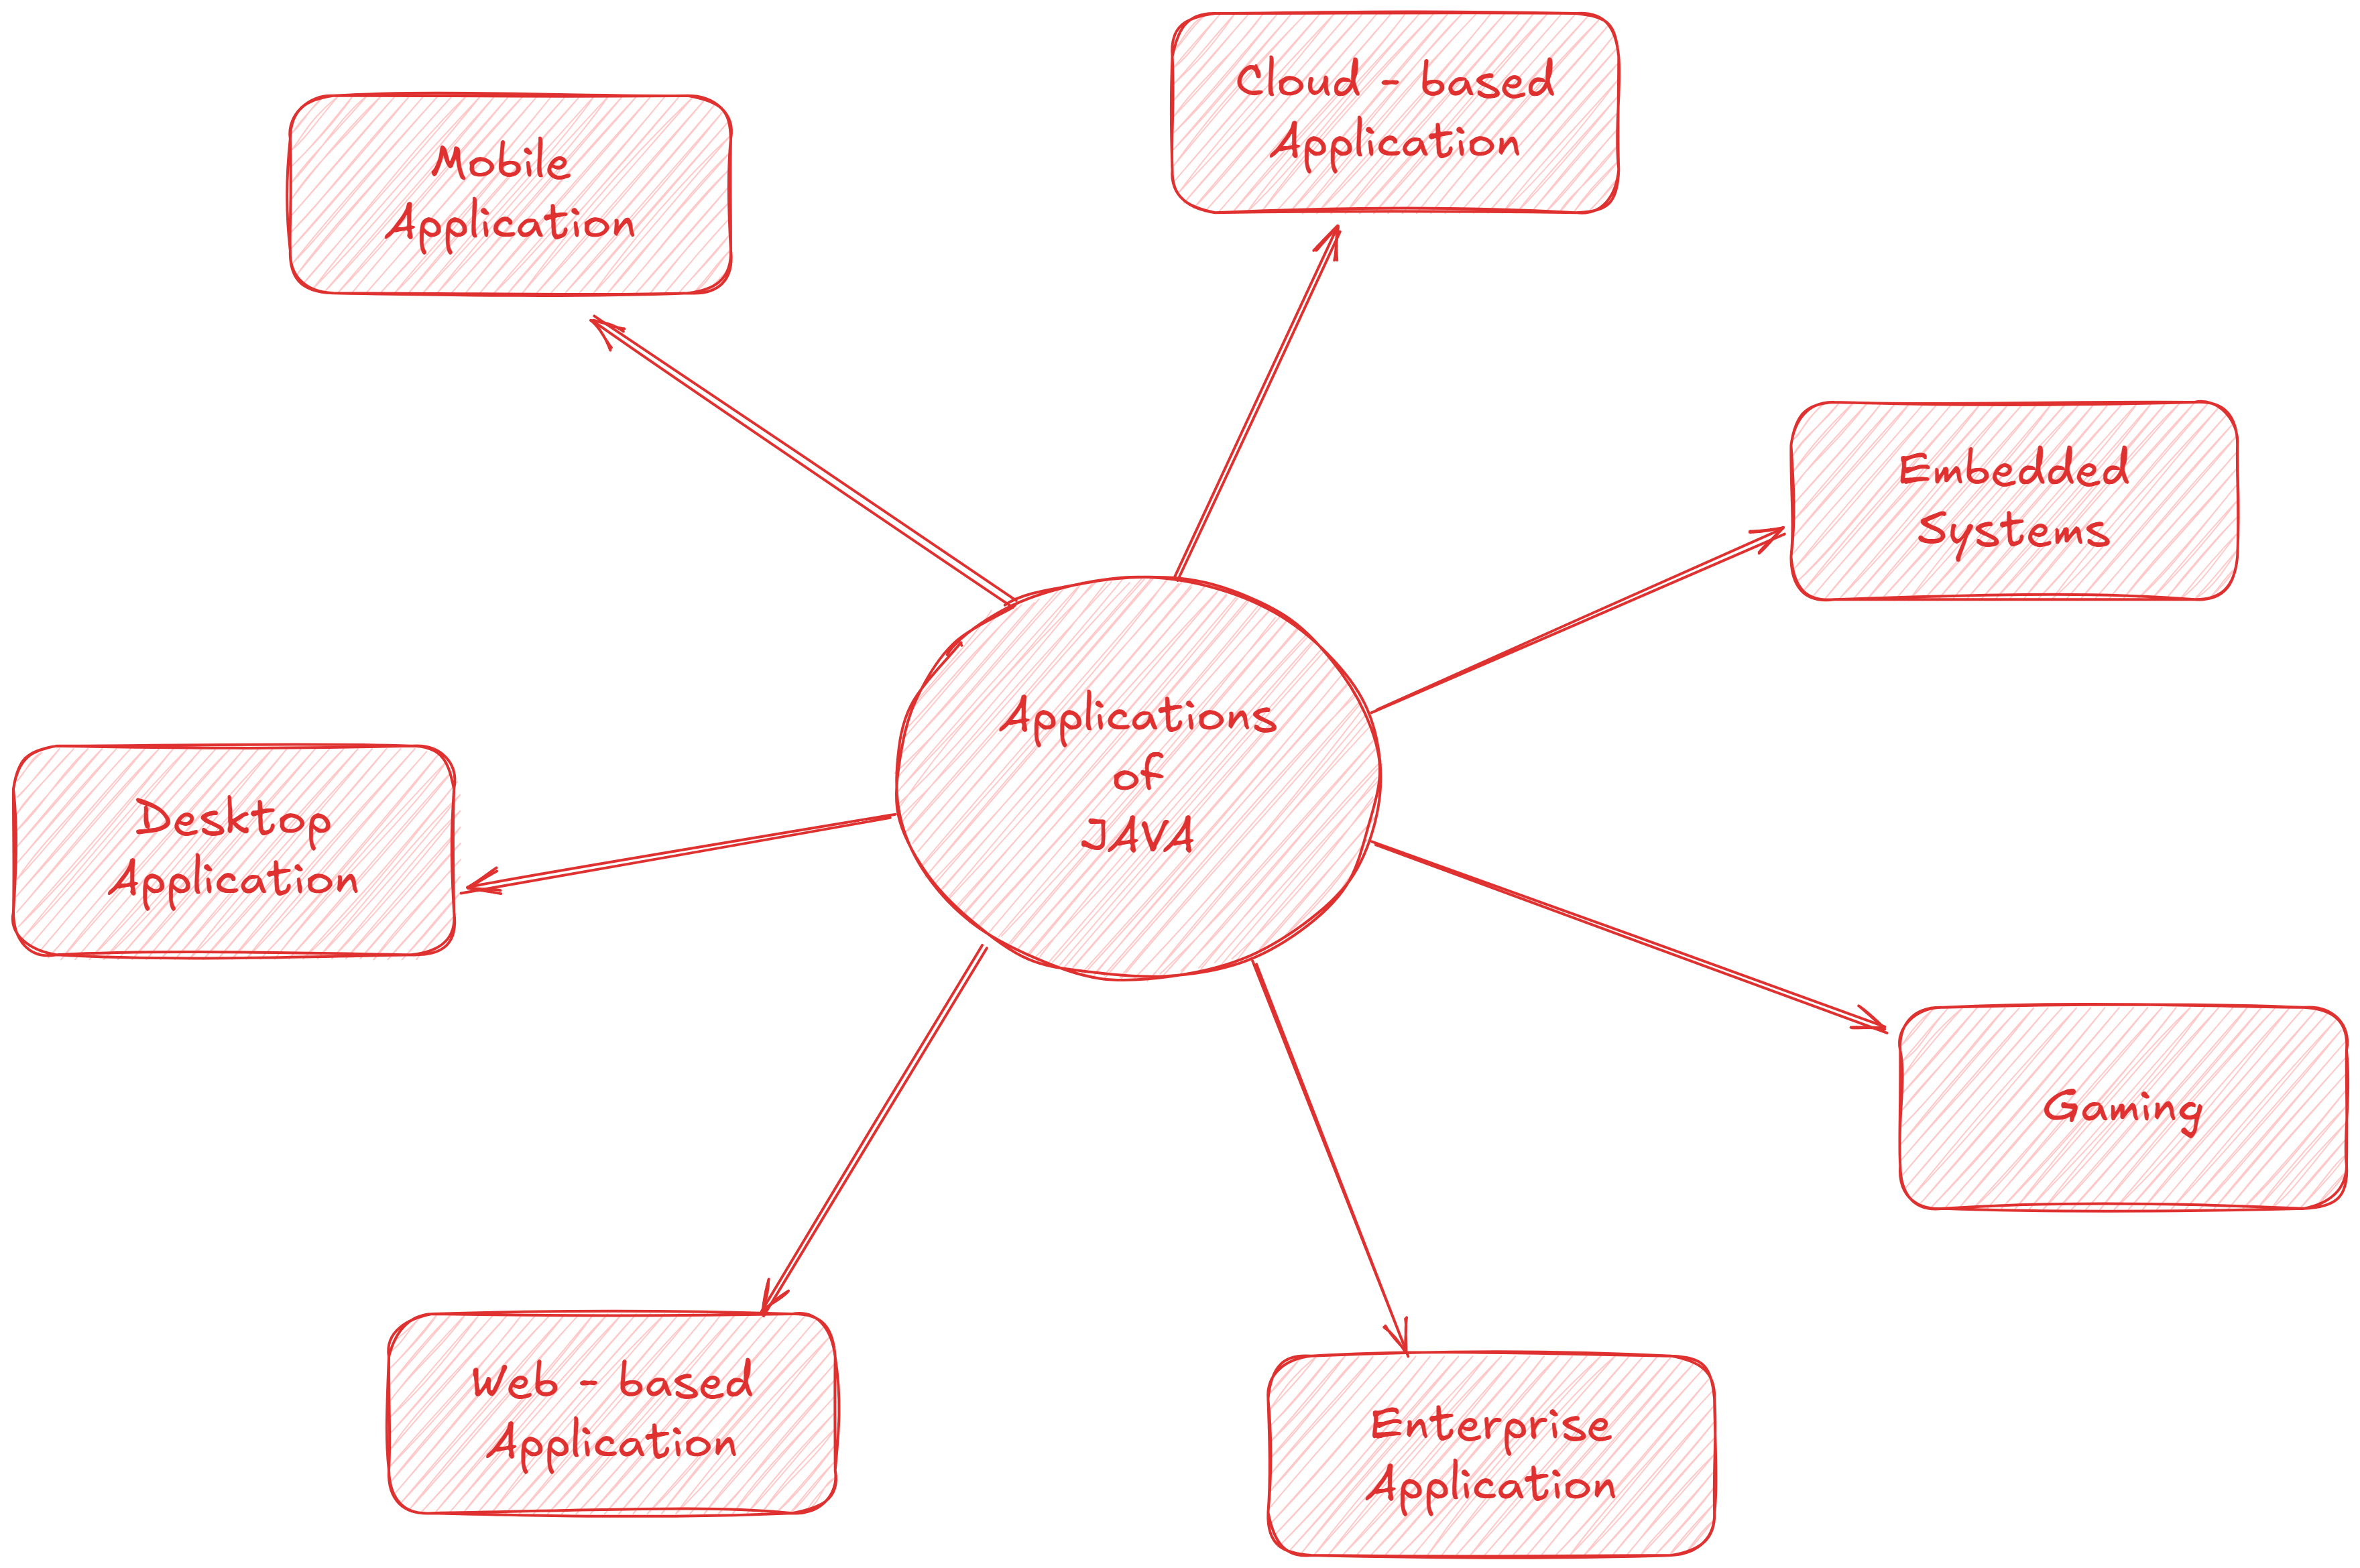 Cloud - based
Application
Mobile
Application
Embedded
Systems
Applications
of
JAVA
Desktop
Application
Gaming
Web - based
Application
Enterprise
Application